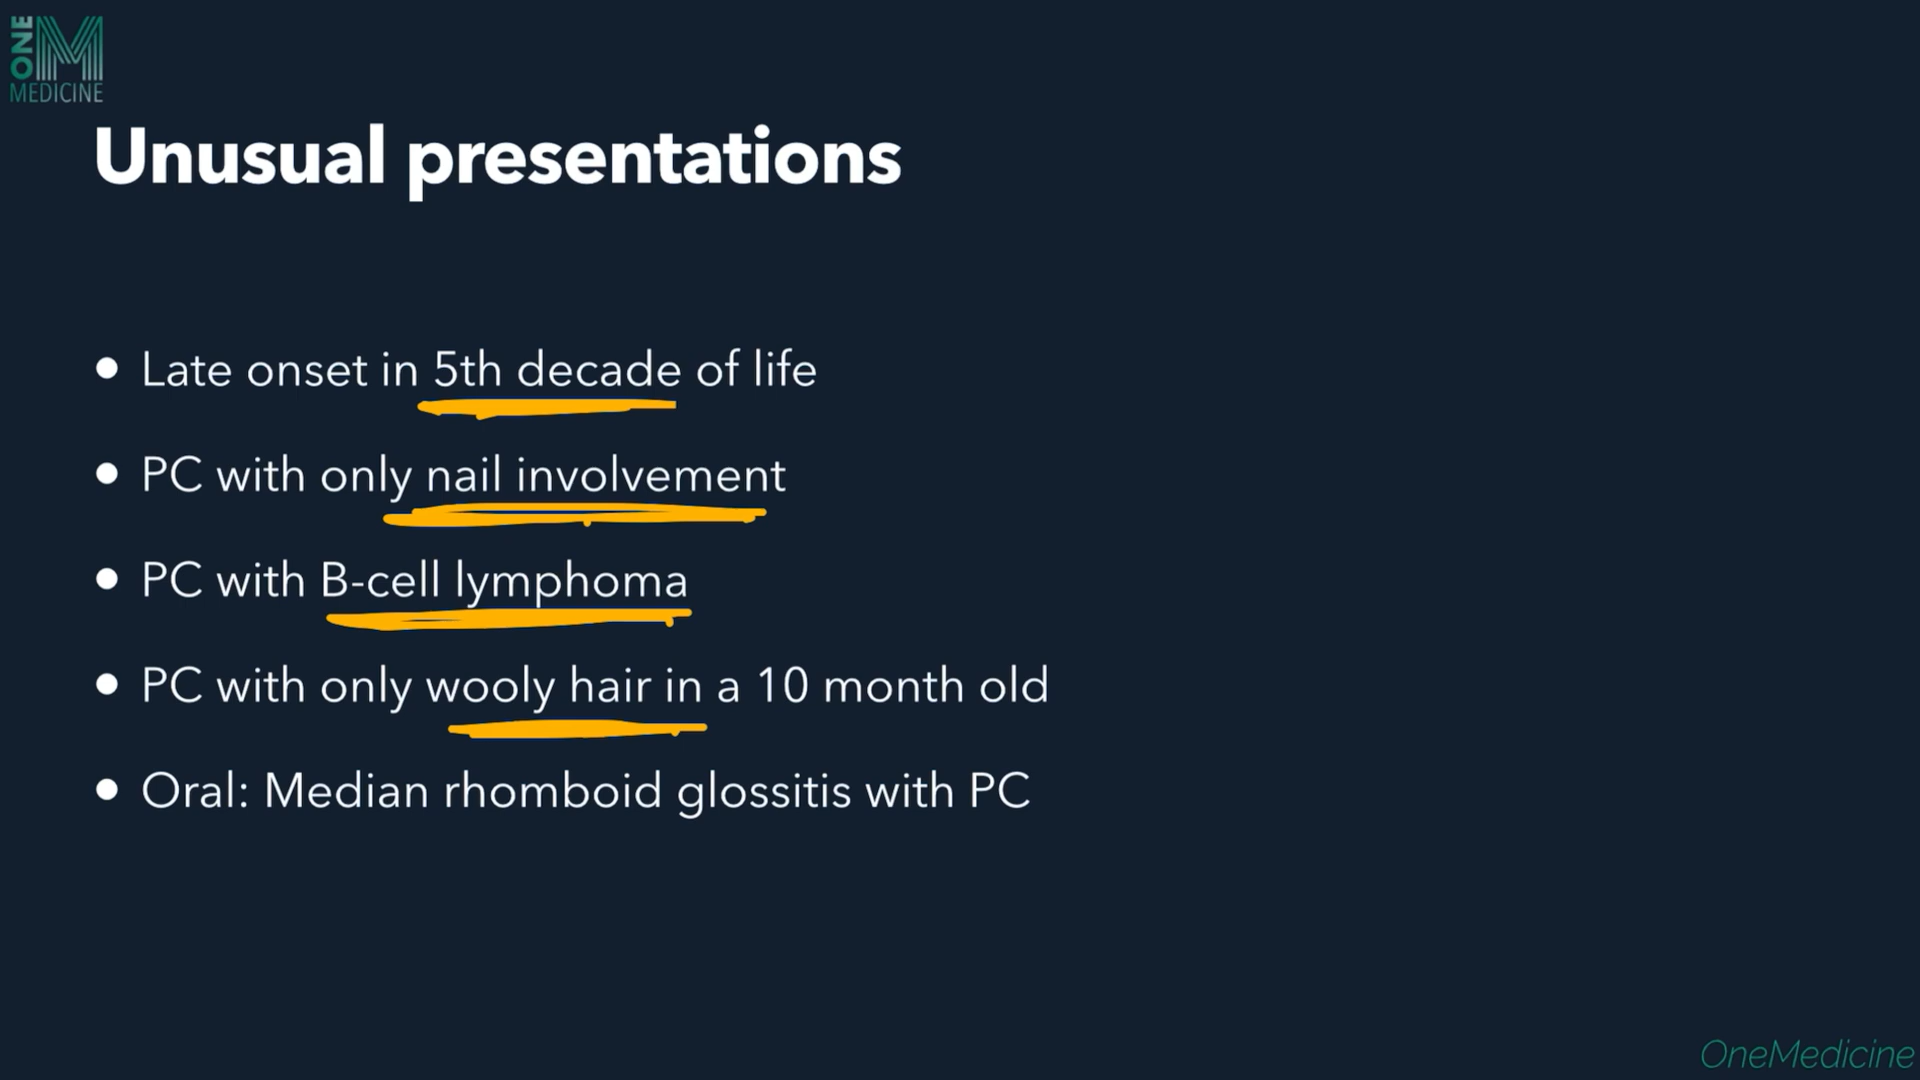 ONE
M
MEDICINE
Unusual presentations
• Late onset in 5th decade of life
• PC with only nail involvement
• PC with B-cell lymphoma
• PC with only wooly hair in a 10 month old
• Oral: Median rhomboid glossitis with PC
OneMedicine